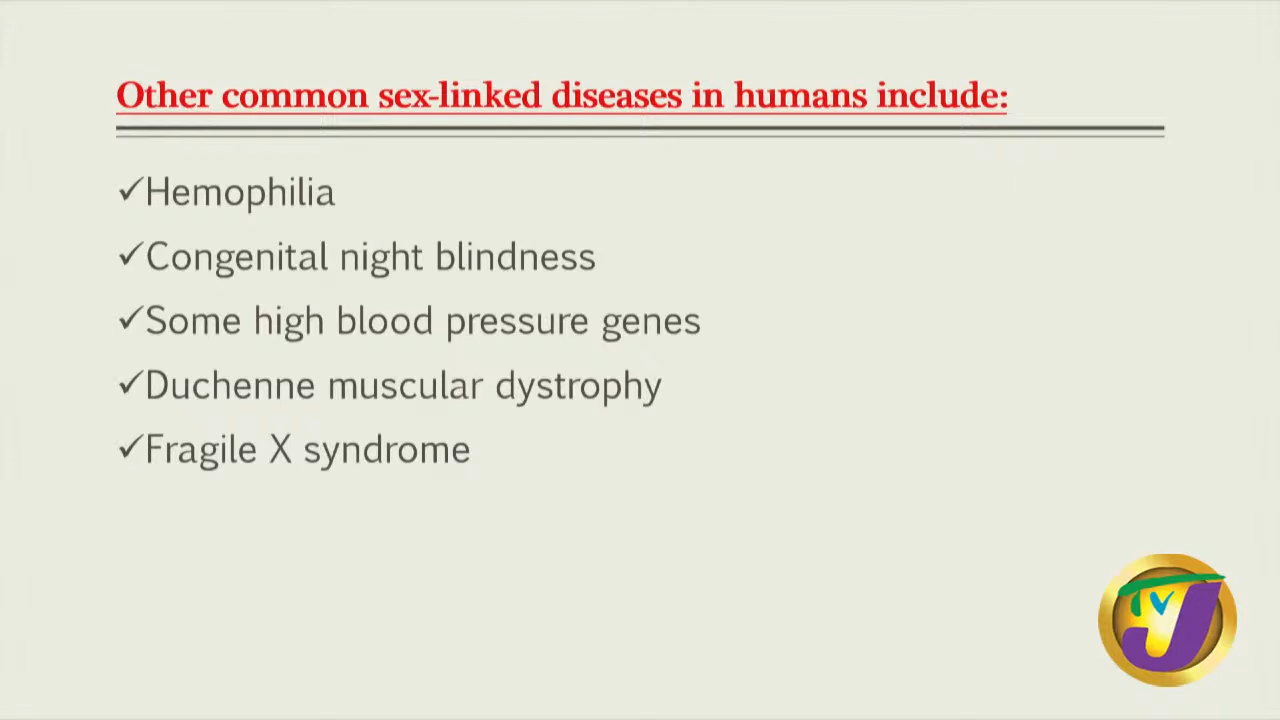 Other common sex-linked diseases in humans include:
✓Hemophilia
✓Congenital night blindness
✓Some high blood pressure genes
✓Duchenne muscular dystrophy
✓Fragile X syndrome
TVJ